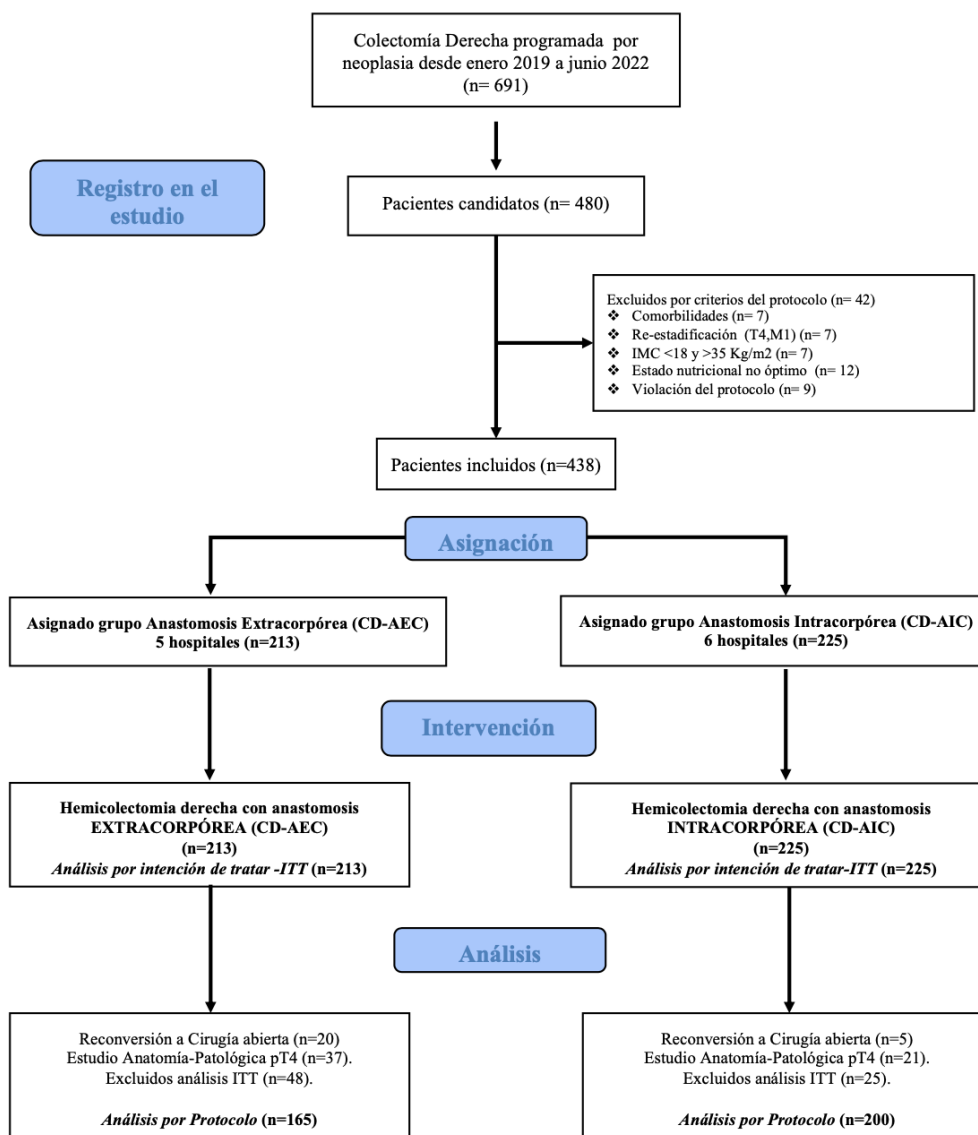 Colectomía Derecha programada por
neoplasia desde enero 2019 a junio 2022
(n= 691)
Registro en el
estudio
Pacientes candidatos (n= 480)
Excluidos por criterios del protocolo (n= 42)
❖ Comorbilidades (n= 7)
❖ Re-estadificación (T4,M1) (n= 7)
❖ IMC <18 y >35 Kg/m2 (n= 7)
❖ Estado nutricional no óptimo (n= 12)
❖ Violación del protocolo (n= 9)
Pacientes incluidos (n=438)
Asignación
Asignado grupo Anastomosis Extracorpórea (CD-AEC)
5 hospitales (n=213)
Asignado grupo Anastomosis Intracorpórea (CD-AIC)
6 hospitales (n=225)
Intervención
Hemicolectomia derecha con anastomosis
EXTRACORPÓREA (CD-AEC)
(n=213)
Análisis por intención de tratar -ITT (n=213)
Hemicolectomia derecha con anastomosis
INTRACORPÓREA (CD-AIC)
(n=225)
Análisis por intención de tratar-ITT (n=225)
Análisis
Reconversión a Cirugía abierta (n=20)
Estudio Anatomía-Patológica pT4 (n=37).
Excluidos análisis ITT (n=48).
Análisis por Protocolo (n=165)
Reconversión a Cirugía abierta (n=5)
Estudio Anatomía-Patológica pT4 (n=21).
Excluidos análisis ITT (n=25).
Análisis por Protocolo (n=200)